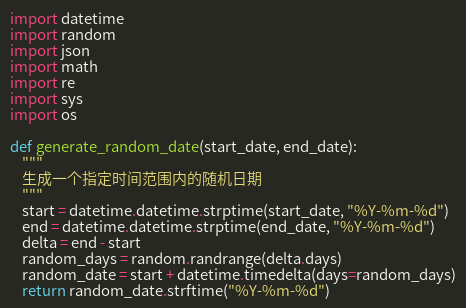 import datetime
import random
import json
import math
import re
import sys
import os

def generate_random_date(start_date, end_date):
    """
    生成一个指定时间范围内的随机日期
    """
    start = datetime.datetime.strptime(start_date, "%Y-%m-%d")
    end = datetime.datetime.strptime(end_date, "%Y-%m-%d")
    delta = end - start
    random_days = random.randrange(delta.days)
    random_date = start + datetime.timedelta(days=random_days)
    return random_date.strftime("%Y-%m-%d")